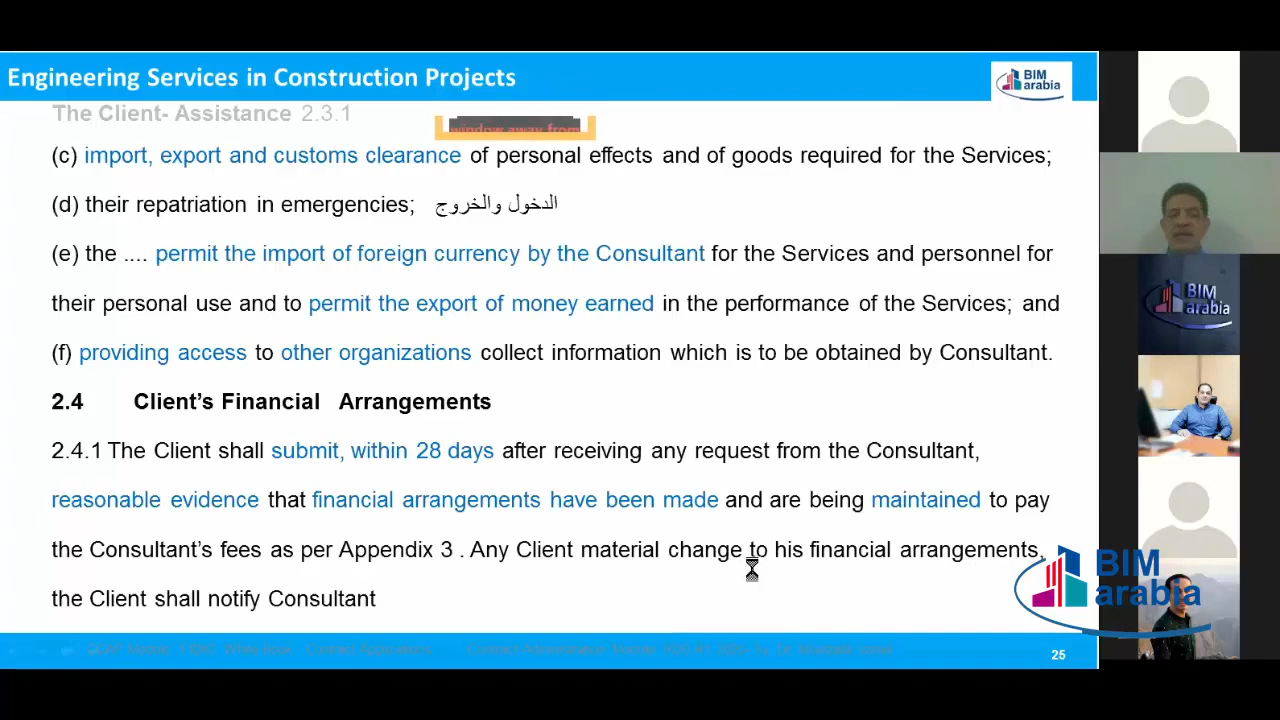 Engineering Services in Construction Projects
BIM
arabia
The Client- Assistance 2.3.1
window away from
(c) import, export and customs clearance of personal effects and of goods required for the Services;
(d) their repatriation in emergencies; الدخول والخروج
(e) the .... permit the import of foreign currency by the Consultant for the Services and personnel for
their personal use and to permit the export of money earned in the performance of the Services; and
(f) providing access to other organizations collect information which is to be obtained by Consultant.
2.4 Client's Financial Arrangements
2.4.1 The Client shall submit, within 28 days after receiving any request from the Consultant,
reasonable evidence that financial arrangements have been made and are being maintained to pay
the Consultant's fees as per Appendix 3 . Any Client material change to his financial arrangements,
the Client shall notify Consultant
25
BIM
arabia
BIM
arabia